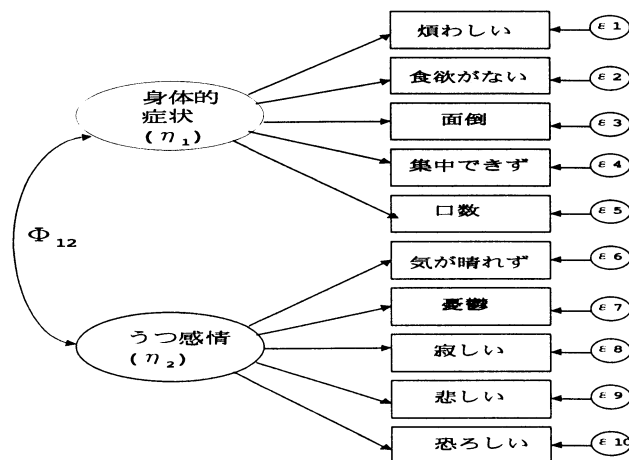 煩わしい
ε1
食欲がない
ε2
身体的
症状
(η1)
面倒
ε3
集中できず
ε4
口数
ε5
Φ12
気が晴れず
ε6
憂鬱
ε7
うつ感情
(η2)
寂しい
ε8
悲しい
ε9
恐ろしい
ε10